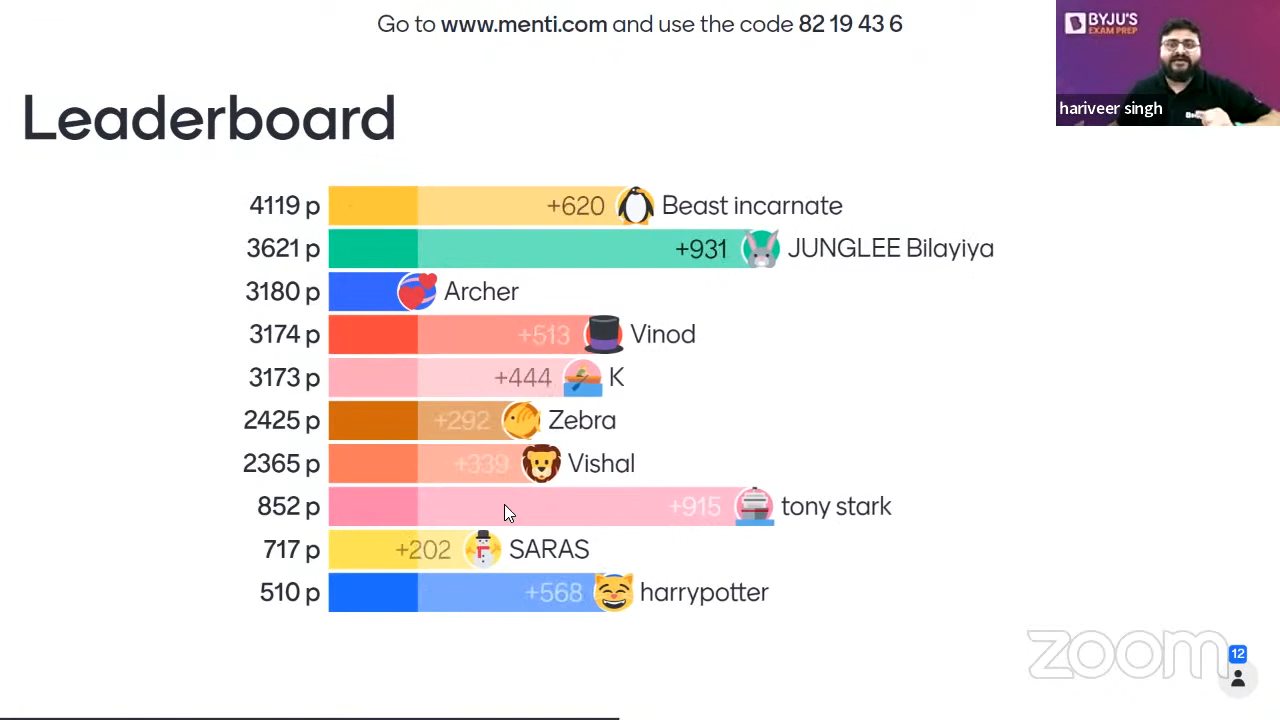 Go to www.menti.com and use the code 82 19 43 6
BYJU'S
EXAM PREP
hariveer singh
Leaderboard
4119 p +620 Beast incarnate
3621 p +931 JUNGLEE Bilayiya
3180 p Archer
3174 p +513 Vinod
3173 p +444 K
2425 p +292 Zebra
2365 p +339 Vishal
852 p +915 tony stark
717 p +202 SARAS
510 p +568 harrypotter
zoom
12